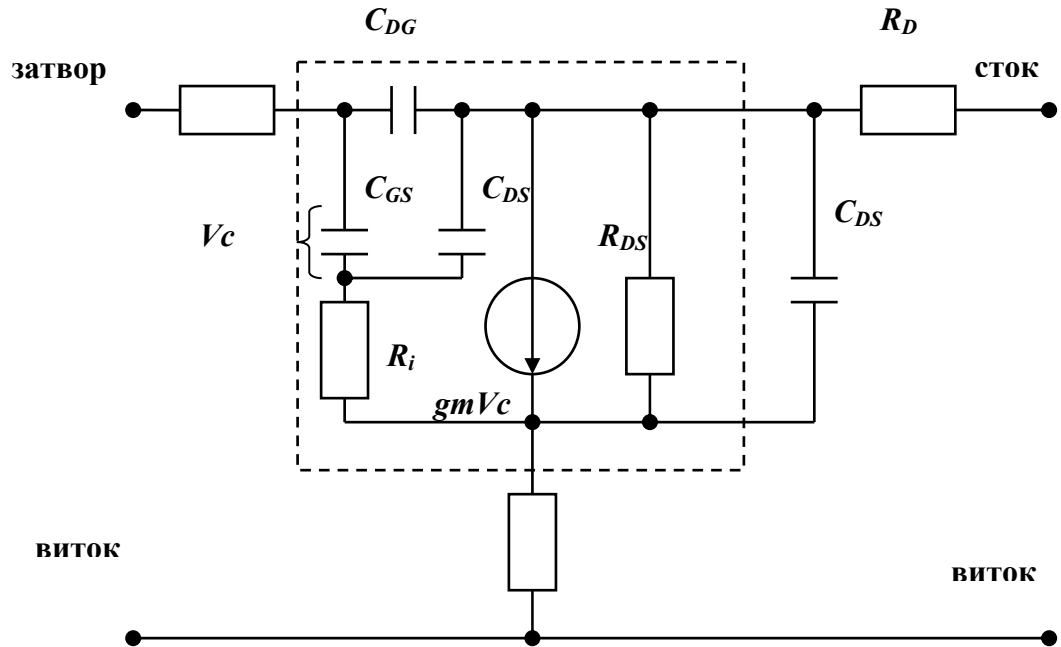 C_DG
R_D
затвор
сток
C_GS
C_DS
C_DS
Vc
R_DS
R_i
gmVc
виток
виток